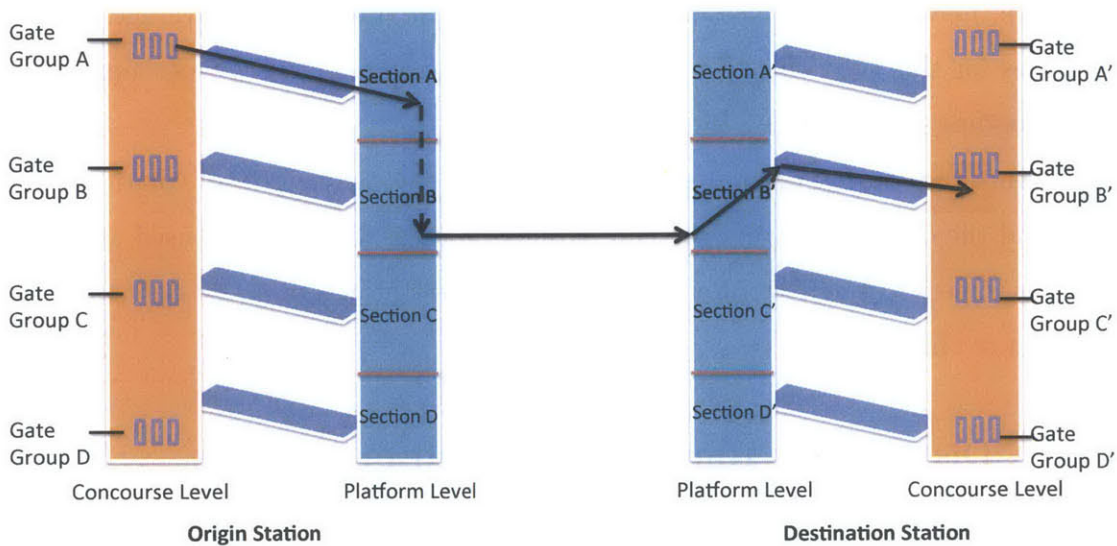 Gate
Group A
Gate
Group B
Gate
Group C
Gate
Group D
Section A
Section B
Section C
Section D
Concourse Level
Platform Level
Origin Station
Section A'
Section B'
Section C'
Section D'
Gate
Group A'
Gate
Group B'
Gate
Group C'
Gate
Group D'
Platform Level
Concourse Level
Destination Station